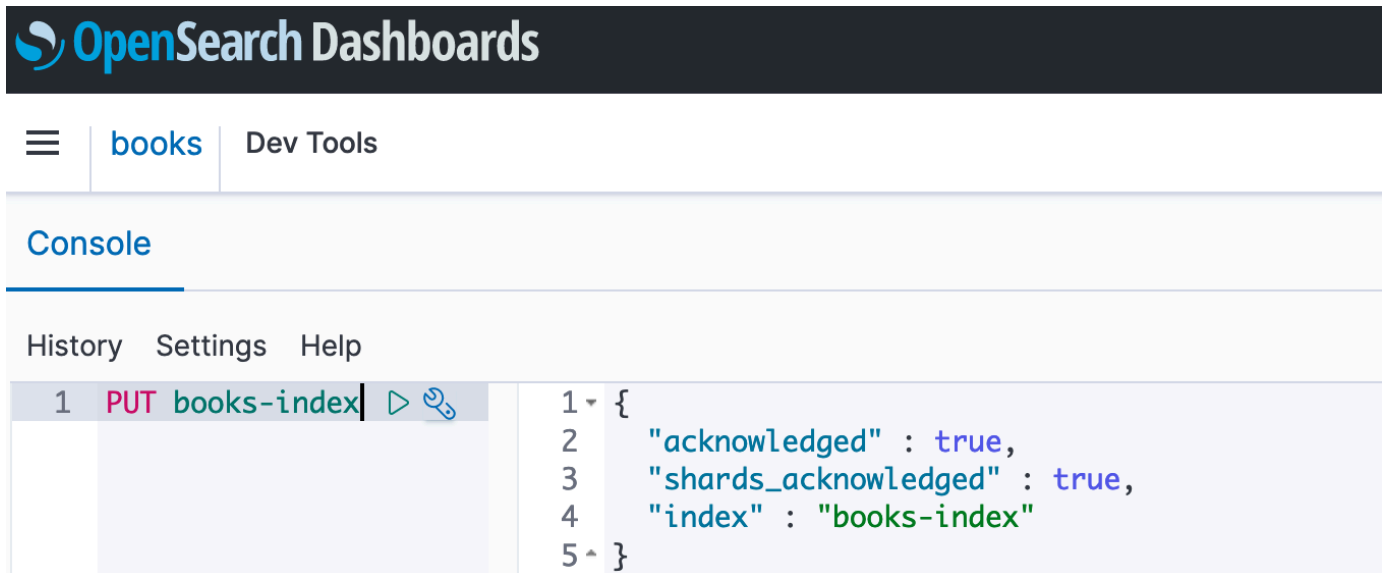 OpenSearch Dashboards
books Dev Tools
Console
History Settings Help
1 PUT books-index
1 {
2 "acknowledged" : true,
3 "shards_acknowledged" : true,
4 "index" : "books-index"
5 }